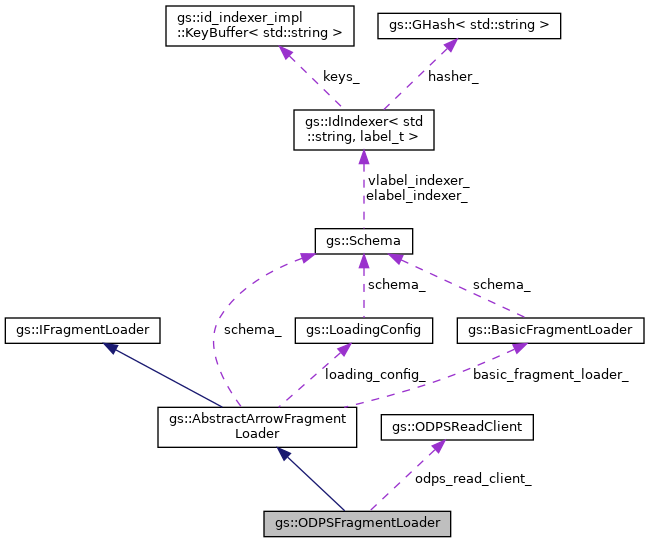 gs::id_indexer_impl
::KeyBuffer< std::string >
gs::GHash< std::string >
keys_
hasher_
gs::IdIndexer< std
::string, label_t >
vlabel_indexer_
elabel_indexer_
gs::Schema
schema_
schema_
schema_
gs::IFragmentLoader
gs::LoadingConfig
gs::BasicFragmentLoader
loading_config_
basic_fragment_loader_
gs::AbstractArrowFragment
Loader
gs::ODPSReadClient
odps_read_client_
gs::ODPSFragmentLoader